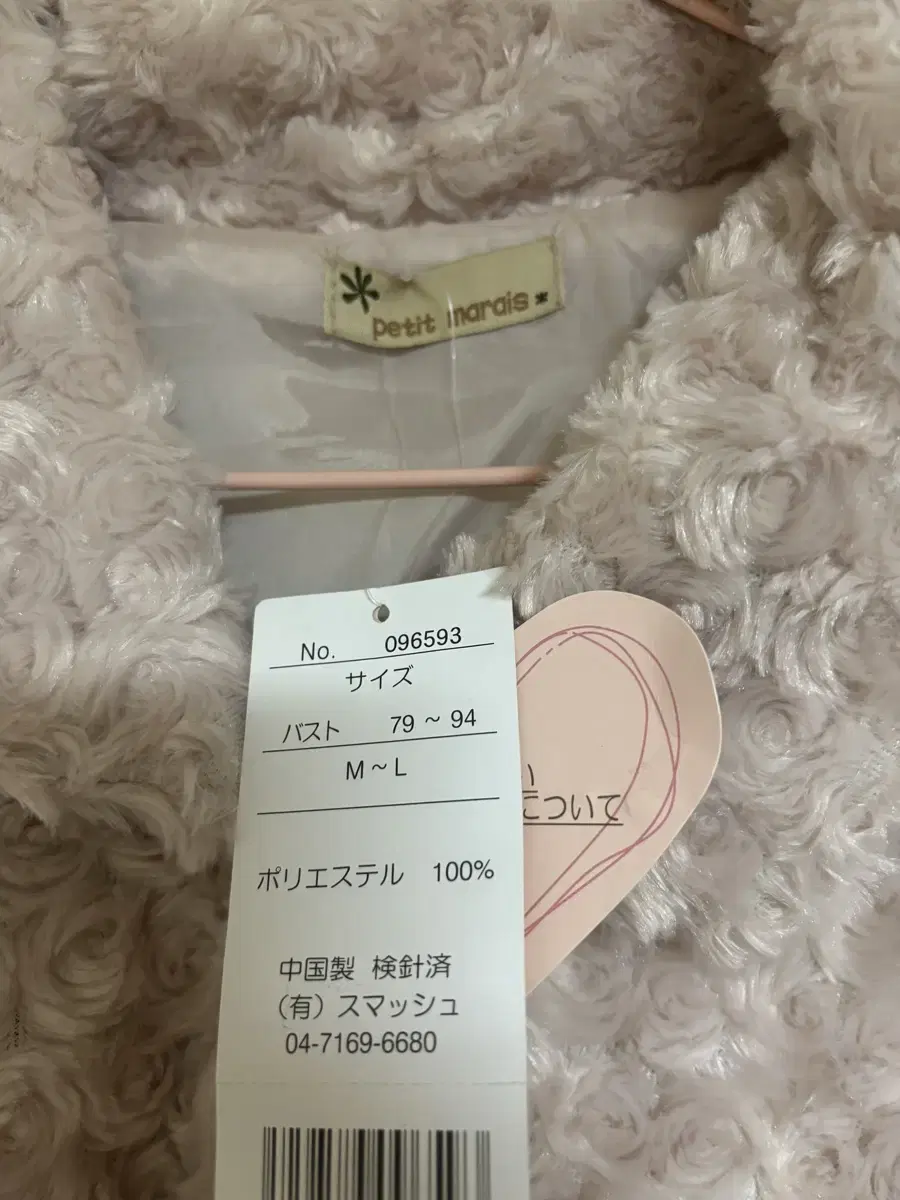 petit marais
No. 096593
サイズ
バスト 79 ~ 94
M ~ L
ポリエステル 100%
中国製 検針済
(有) スマッシュ
04-7169-6680
い
について